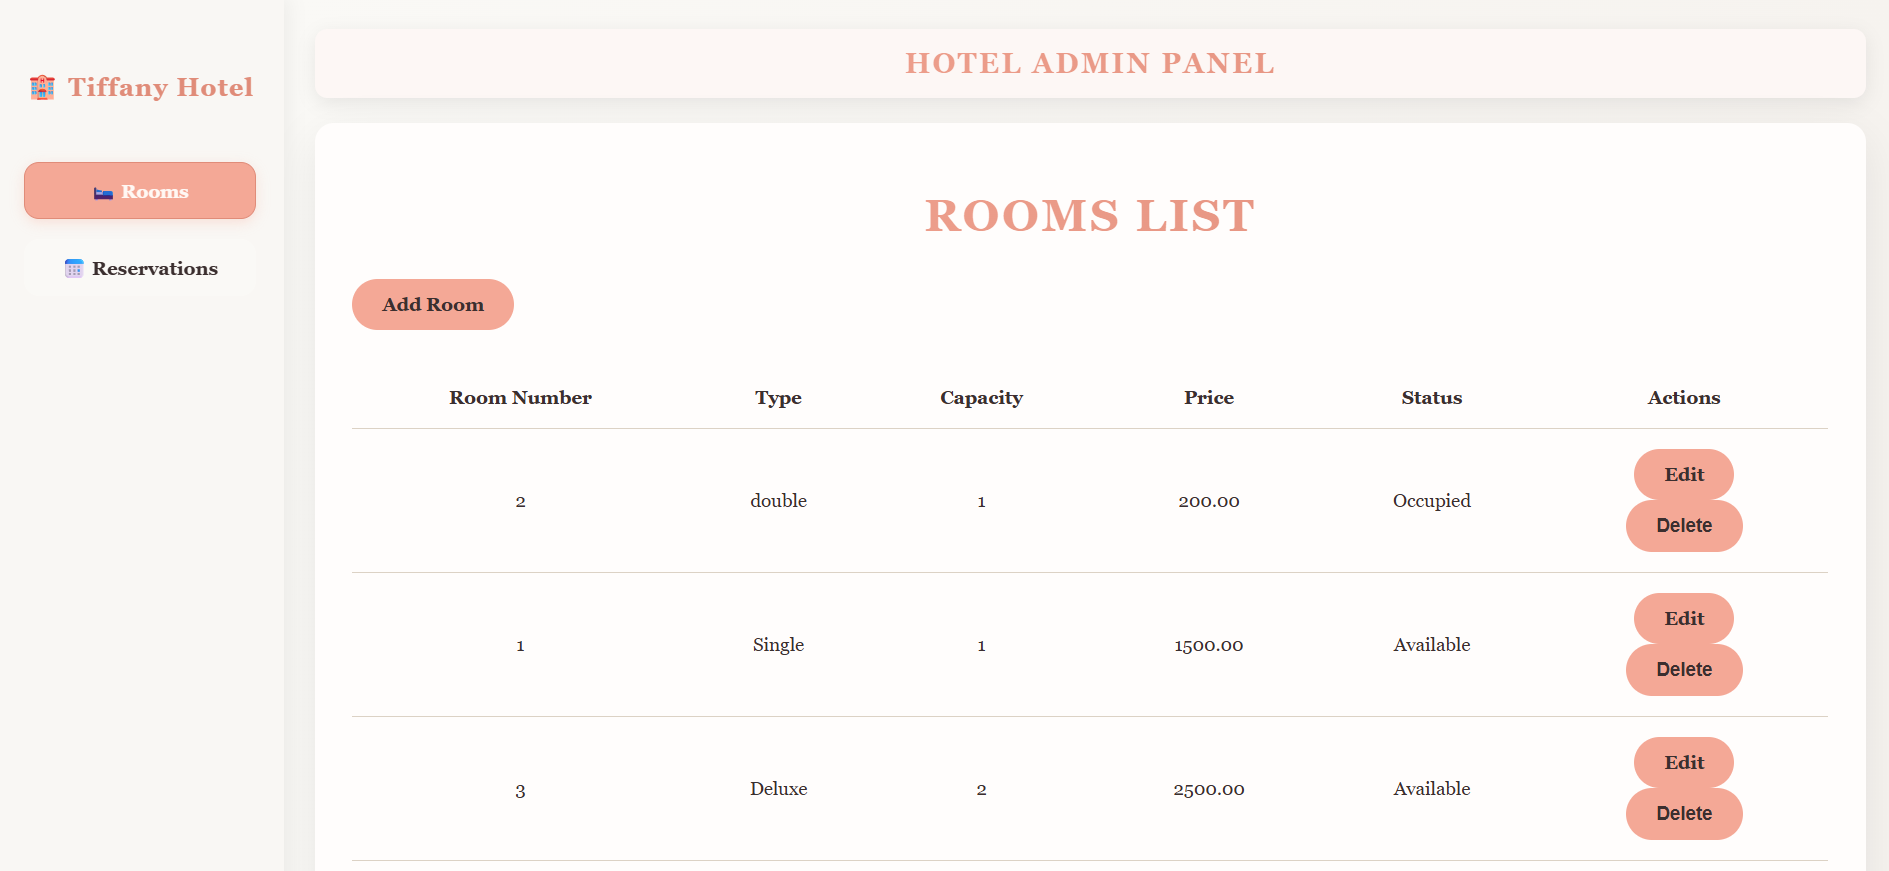 Tiffany Hotel
Rooms
Reservations
HOTEL ADMIN PANEL
ROOMS LIST
Add Room
Room Number Type Capacity Price Status Actions
2 double 1 200.00 Occupied Edit
Delete
1 Single 1 1500.00 Available Edit
Delete
3 Deluxe 2 2500.00 Available Edit
Delete